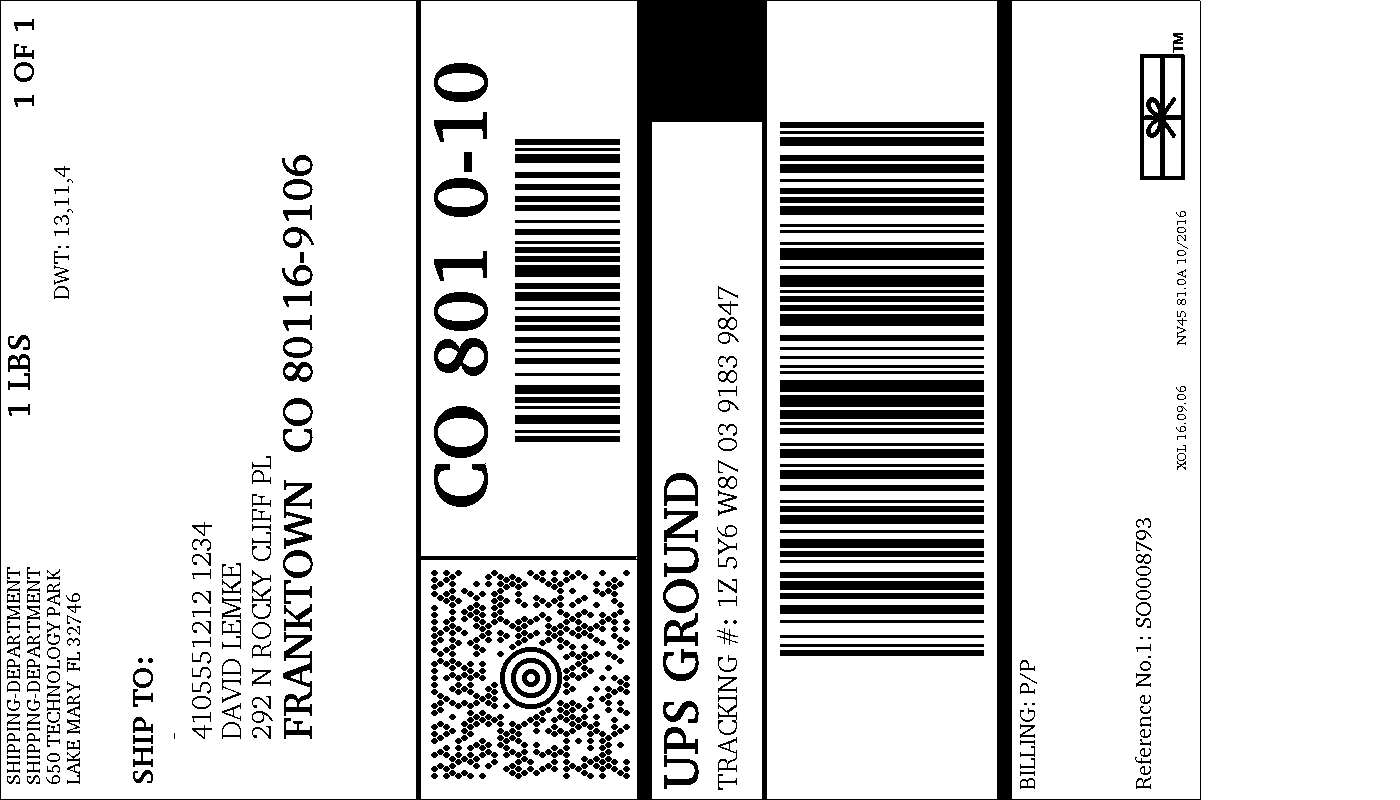 SHIPPING-DEPARTMENT
SHIPPING-DEPARTMENT
650 TECHNOLOGY PARK
LAKE MARY FL 32746
1 LBS
1 OF 1
DWT: 13,11,4
SHIP TO:
-
4105551212 1234
DAVID LEMKE
292 N ROCKY CLIFF PL
FRANKTOWN CO 80116-9106
CO 801 0-10
UPS GROUND
TRACKING #: 1Z 5Y6 W87 03 9183 9847
BILLING: P/P
Reference No.1: SO0008793
XOL 16.09.06 NV45 81.0A 10/2016
TM